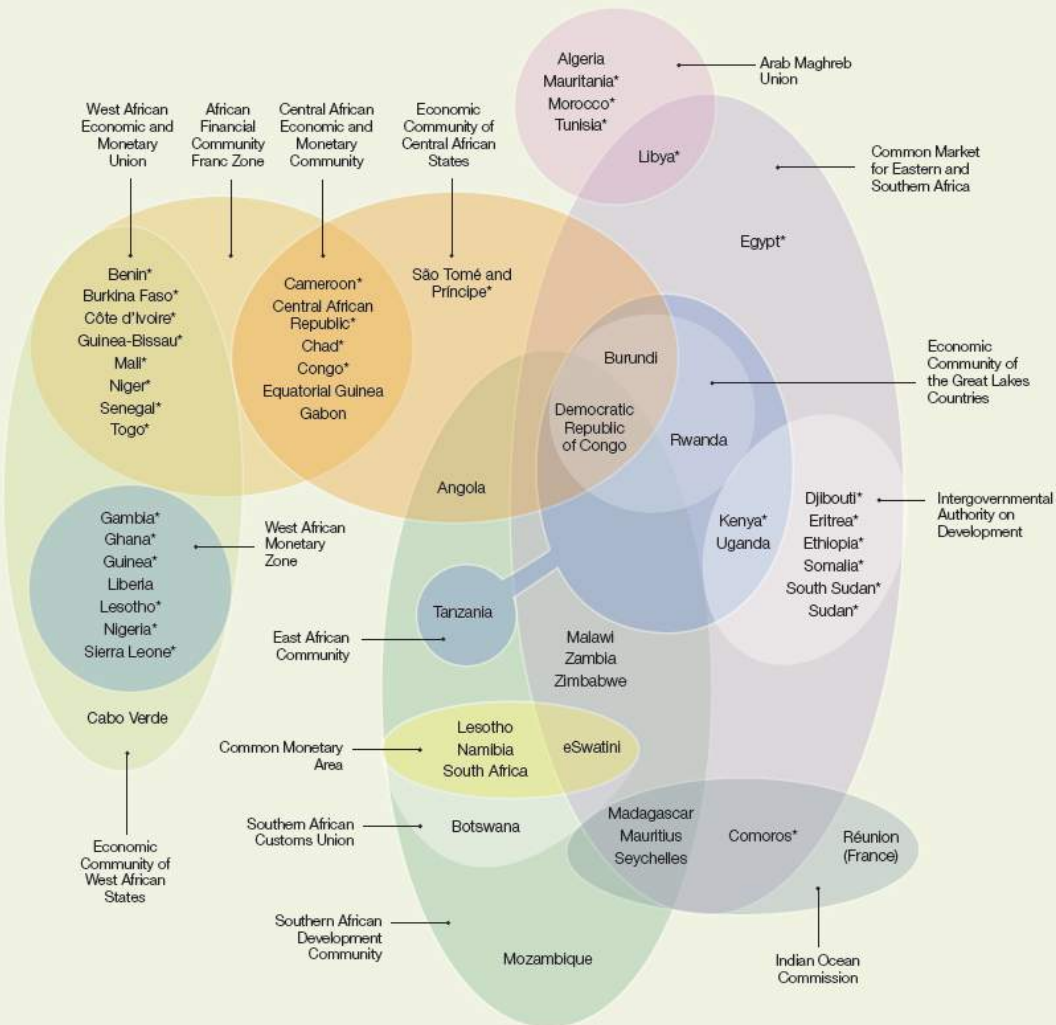 Algeria
Mauritania*
Morocco*
Tunisia*
Libya*
Arab Maghreb
Union
West African
Economic and
Monetary
Union
African
Financial
Community
Franc Zone
Central African
Economic and
Monetary
Community
Economic
Community of
Central African
States
Common Market
for Eastern and
Southern Africa
Egypt*
Benin*
Burkina Faso*
Côte d'Ivoire*
Guinea-Bissau*
Mali*
Niger*
Senegal*
Togo*
Cameroon*
Central African
Republic*
Chad*
Congo*
Equatorial Guinea
Gabon
São Tomé and
Príncipe*
Burundi
Democratic
Republic
of Congo
Rwanda
Economic
Community of
the Great Lakes
Countries
Angola
Gambia*
Ghana*
Guinea*
Liberia
Lesotho*
Nigeria*
Sierra Leone*
West African
Monetary
Zone
Kenya*
Uganda
Djibouti*
Eritrea*
Ethiopia*
Somalia*
South Sudan*
Sudan*
Intergovernmental
Authority on
Development
Tanzania
East African
Community
Malawi
Zambia
Zimbabwe
Cabo Verde
Common Monetary
Area
Lesotho
Namibia
South Africa
eSwatini
Southern African
Customs Union
Botswana
Madagascar
Mauritius
Seychelles
Comoros*
Réunion
(France)
Economic
Community of
West African
States
Southern African
Development
Community
Mozambique
Indian Ocean
Commission